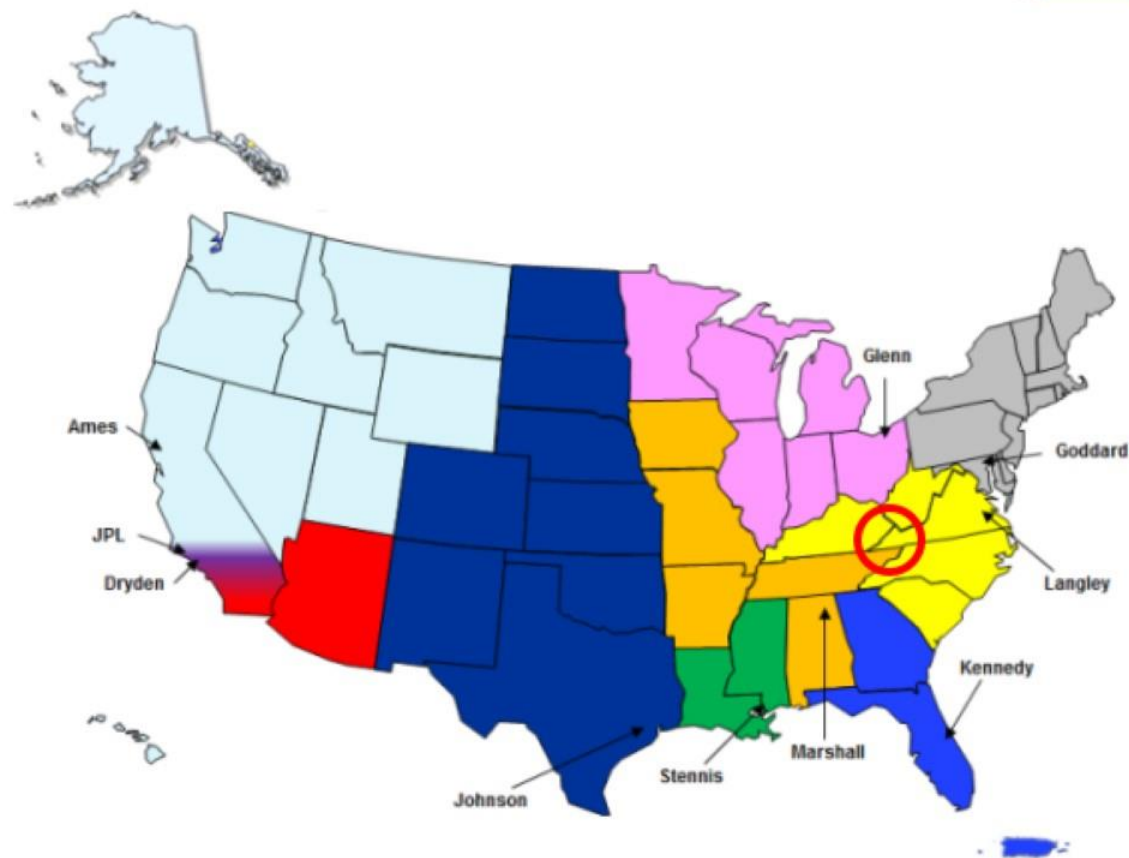 Glenn
Ames
Goddard
JPL
Dryden
Langley
Kennedy
Marshall
Stennis
Johnson